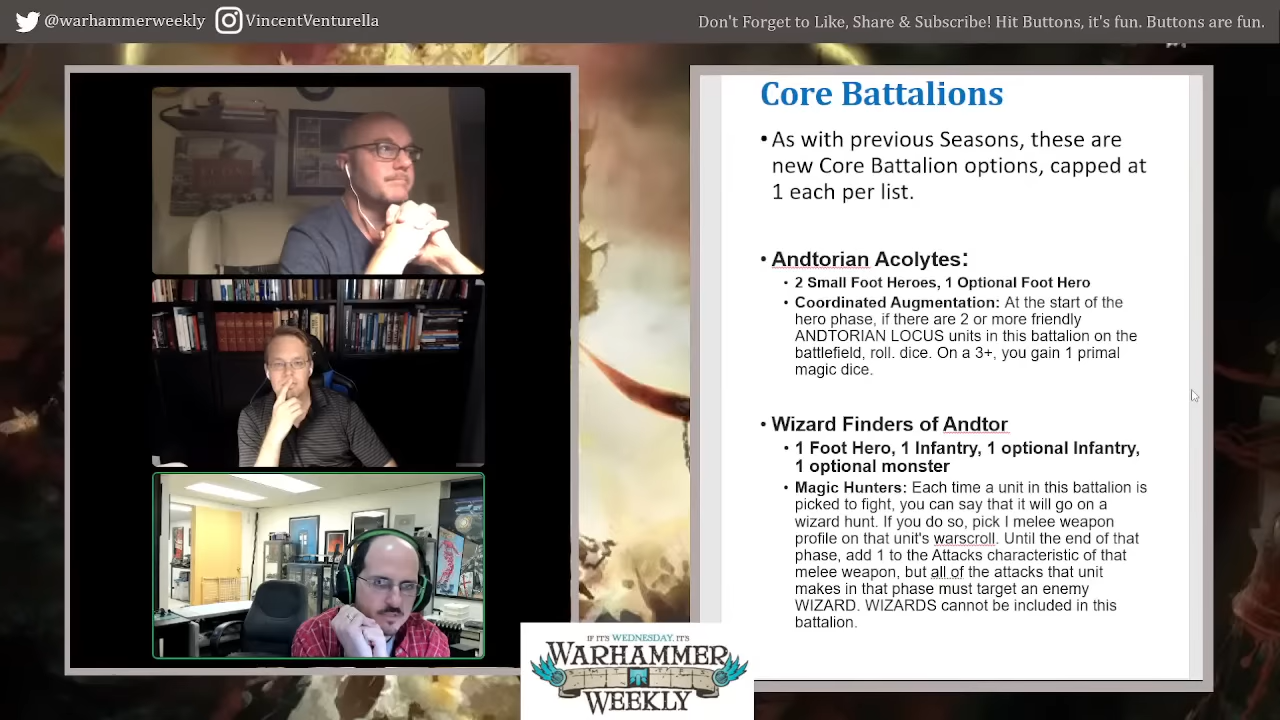 @warhammerweekly
VincentVenturella
Don't Forget to Like, Share & Subscribe! Hit Buttons, it's fun. Buttons are fun.
Core Battalions
• As with previous Seasons, these are
new Core Battalion options, capped at
1 each per list.
• Andtorian Acolytes:
• 2 Small Foot Heroes, 1 Optional Foot Hero
• Coordinated Augmentation: At the start of the
hero phase, if there are 2 or more friendly
ANDTORIAN LOCUS units in this battalion on the
battlefield, roll. dice. On a 3+, you gain 1 primal
magic dice.
• Wizard Finders of Andtor
• 1 Foot Hero, 1 Infantry, 1 optional Infantry,
1 optional monster
• Magic Hunters: Each time a unit in this battalion is
picked to fight, you can say that it will go on a
wizard hunt. If you do so, pick I melee weapon
profile on that unit's warscroll. Until the end of that
phase, add 1 to the Attacks characteristic of that
melee weapon, but all of the attacks that unit
makes in that phase must target an enemy
WIZARD. WIZARDS cannot be included in this
battalion.
IF IT'S WEDNESDAY, IT'S
WARHAMMER
WEEKLY